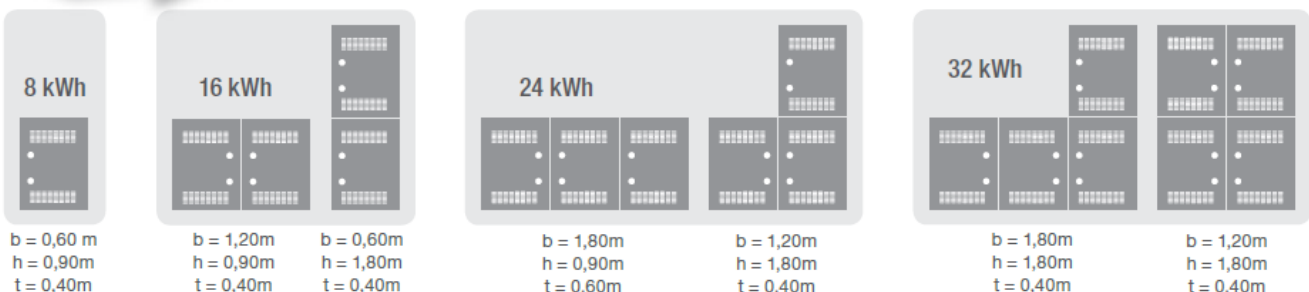 8 kWh
b = 0,60 m
h = 0,90m
t = 0,40m
16 kWh
b = 1,20m
h = 0,90m
t = 0,40m
b = 0,60m
h = 1,80m
t = 0,40m
24 kWh
b = 1,80m
h = 0,90m
t = 0,60m
b = 1,20m
h = 1,80m
t = 0,40m
32 kWh
b = 1,80m
h = 1,80m
t = 0,40m
b = 1,20m
h = 1,80m
t = 0,40m